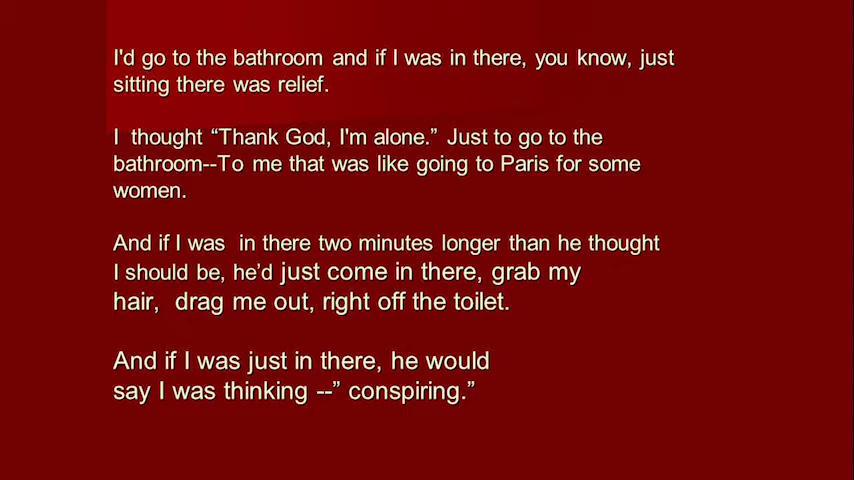 I'd go to the bathroom and if I was in there, you know, just
sitting there was relief.
I thought “Thank God, I'm alone.” Just to go to the
bathroom--To me that was like going to Paris for some
women.
And if I was in there two minutes longer than he thought
I should be, he’d just come in there, grab my
hair, drag me out, right off the toilet.
And if I was just in there, he would
say I was thinking --” conspiring.”